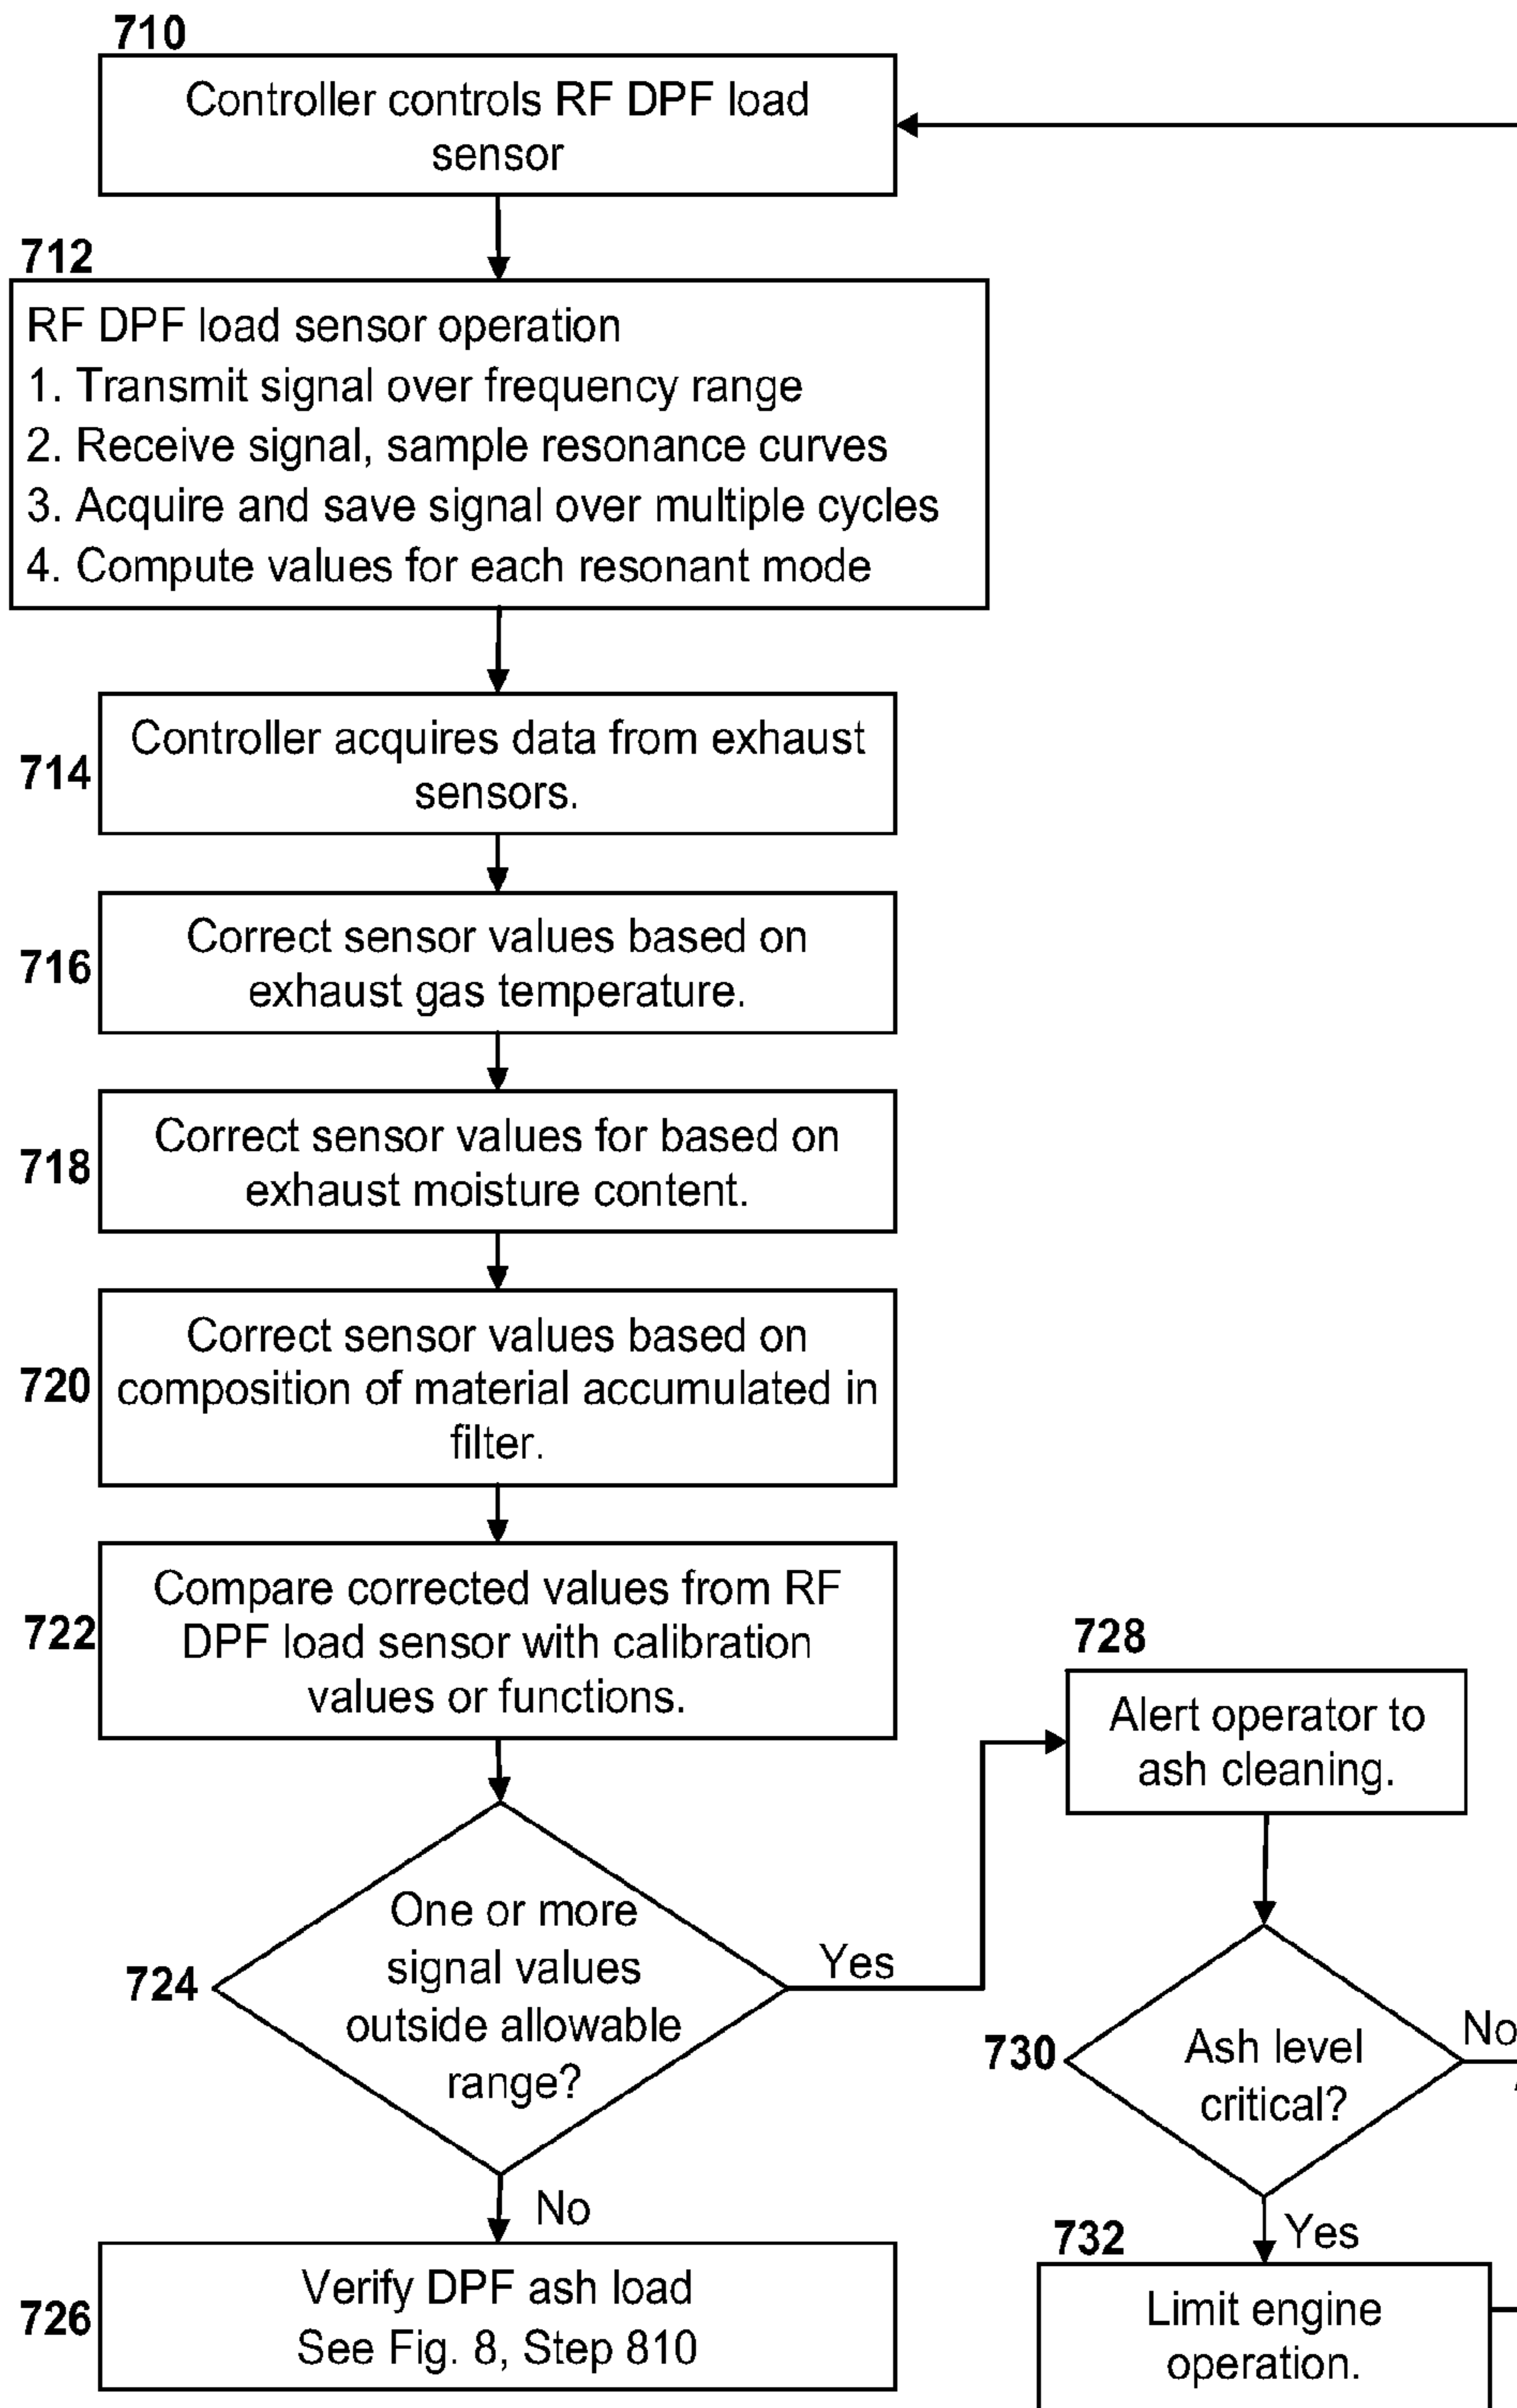 710
Controller controls RF DPF load
sensor
712
RF DPF load sensor operation
1. Transmit signal over frequency range
2. Receive signal, sample resonance curves
3. Acquire and save signal over multiple cycles
4. Compute values for each resonant mode
714
Controller acquires data from exhaust
sensors.
716
Correct sensor values based on
exhaust gas temperature.
718
Correct sensor values for based on
exhaust moisture content.
720
Correct sensor values based on
composition of material accumulated in
filter.
722
Compare corrected values from RF
DPF load sensor with calibration
values or functions.
724
One or more
signal values
outside allowable
range?
Yes
No
726
Verify DPF ash load
See Fig. 8, Step 810
728
Alert operator to
ash cleaning.
730
Ash level
critical?
No
Yes
732
Limit engine
operation.